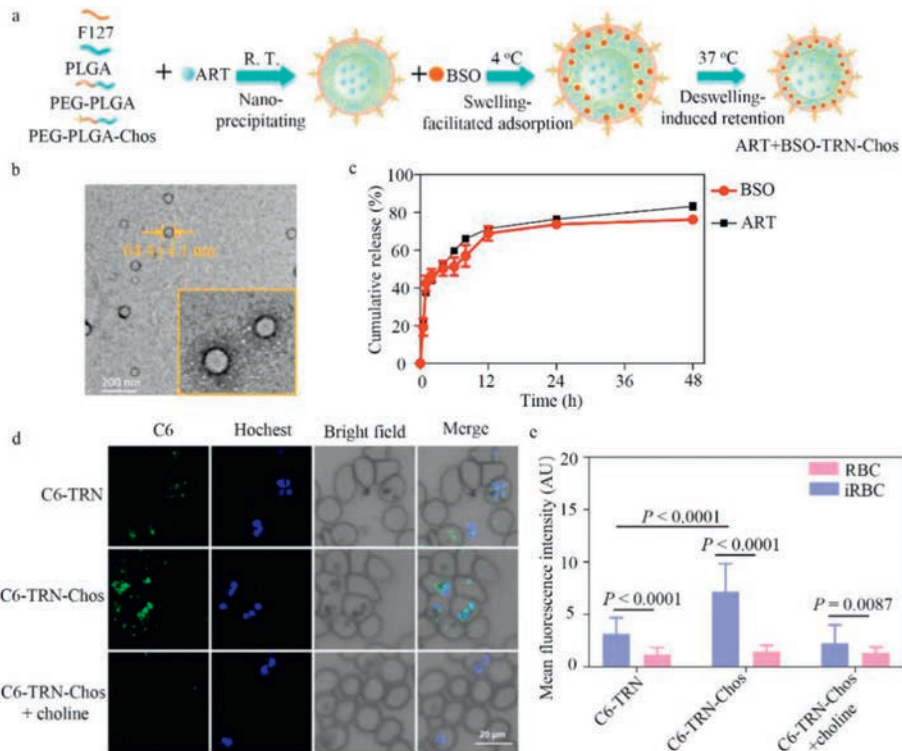 a
F127
PLGA
PEG-PLGA
PEG-PLGA-Chos
+ ART
R. T.
Nano-
precipitating
+ BSO
4 °C
Swelling-
facilitated adsorption
37 °C
Deswelling-
induced retention
ART+BSO-TRN-Chos
b
200 nm
c
Cumulative release (%)
100
80
60
40
20
0
0 12 24 36 48
Time (h)
BSO
ART
d
C6 Hochest Bright field Merge
C6-TRN
C6-TRN-Chos
C6-TRN-Chos
+ choline
20 μm
e
Mean fluorescence intensity (AU)
20
15
10
5
0
RBC
iRBC
P < 0.0001
P < 0.0001
P < 0.0001
P = 0.0087
C6-TRN
C6-TRN-Chos
C6-TRN-Chos
+choline